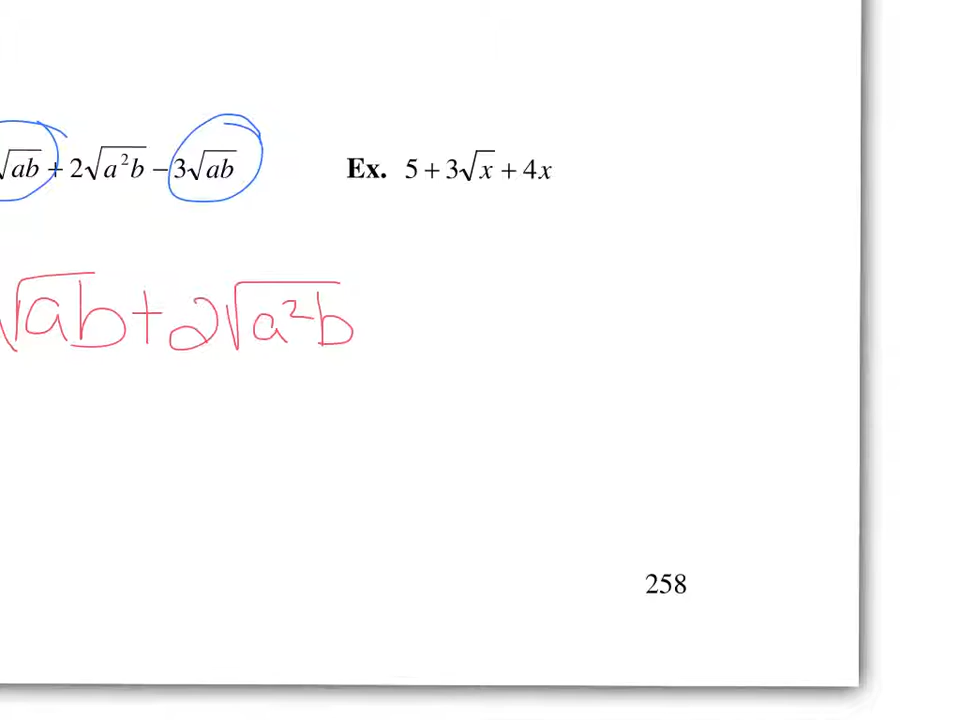 √ab + 2√a²b − 3√ab
Ex. 5 + 3√x + 4x
√ab + 2√a²b
258